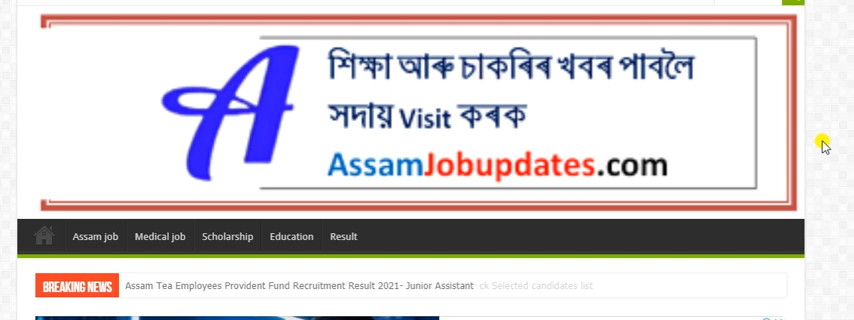 শিক্ষা আৰু চাকৰিৰ খবৰ পাবলৈ
সদায় Visit কৰক
AssamJobupdates.com
Assam job Medical job Scholarship Education Result
BREAKING NEWS Assam Tea Employees Provident Fund Recruitment Result 2021- Junior Assistant ck Selected candidates list